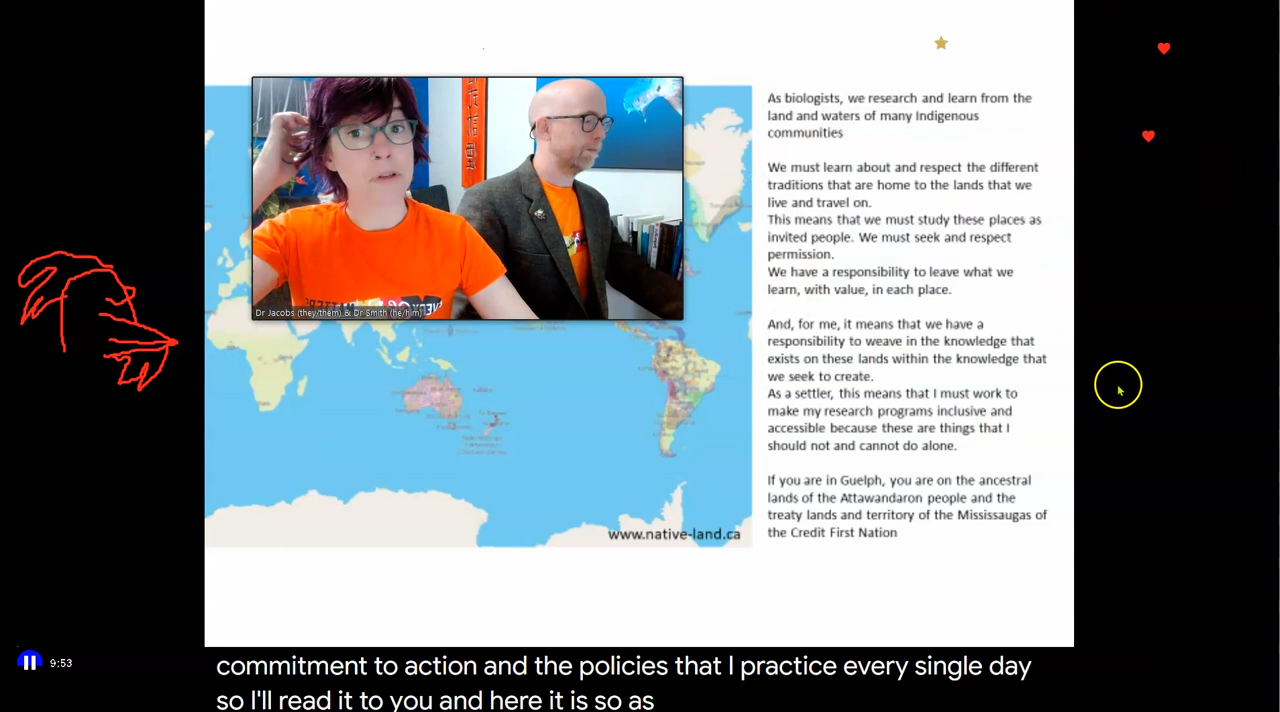 As biologists, we research and learn from the
land and waters of many Indigenous
communities
We must learn about and respect the different
traditions that are home to the lands that we
live and travel on.
This means that we must study these places as
invited people. We must seek and respect
permission.
We have a responsibility to leave what we
learn, with value, in each place.
And, for me, it means that we have a
responsibility to weave in the knowledge that
exists on these lands within the knowledge that
we seek to create.
As a settler, this means that I must work to
make my research programs inclusive and
accessible because these are things that I
should not and cannot do alone.
If you are in Guelph, you are on the ancestral
lands of the Attawandaron people and the
treaty lands and territory of the Mississaugas of
the Credit First Nation
Dr Jacobs (they/them) & Dr Smith (he/him)
www.native-land.ca
9:53
commitment to action and the policies that I practice every single day
so I'll read it to you and here it is so as